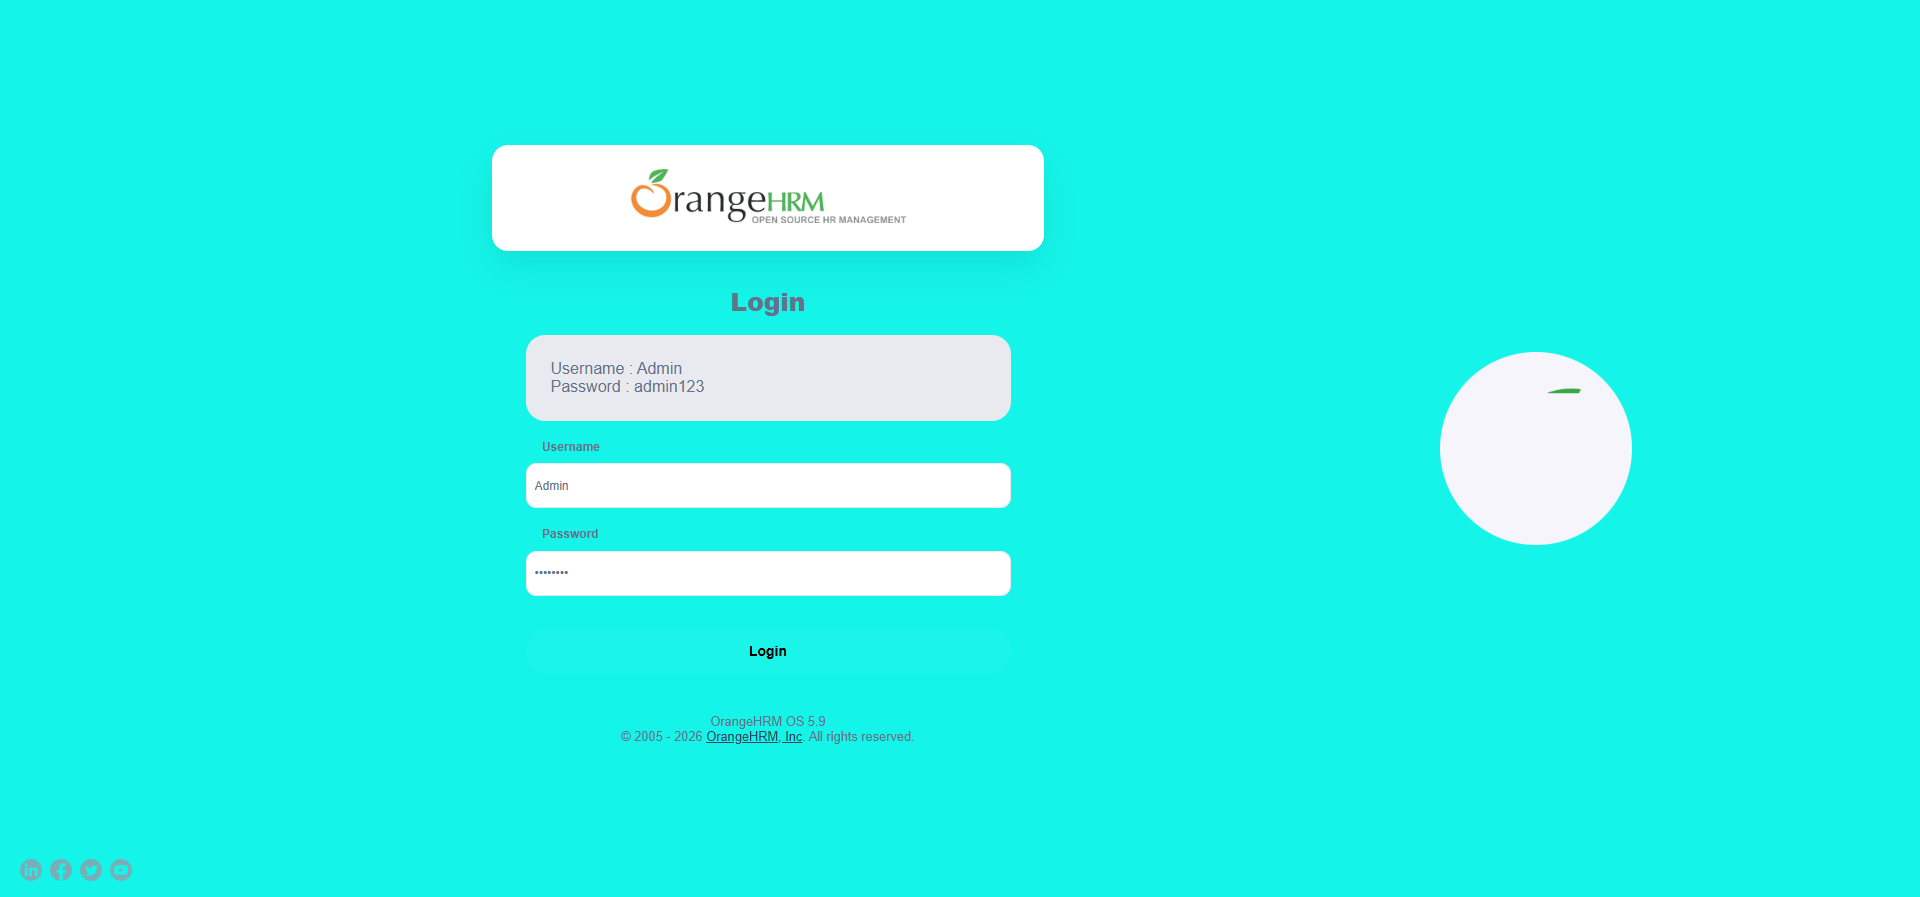 OrangeHRM
OPEN SOURCE HR MANAGEMENT
Login
Username : Admin
Password : admin123
Username
Admin
Password
••••••••
Login
OrangeHRM OS 5.9
© 2005 - 2026 OrangeHRM, Inc. All rights reserved.